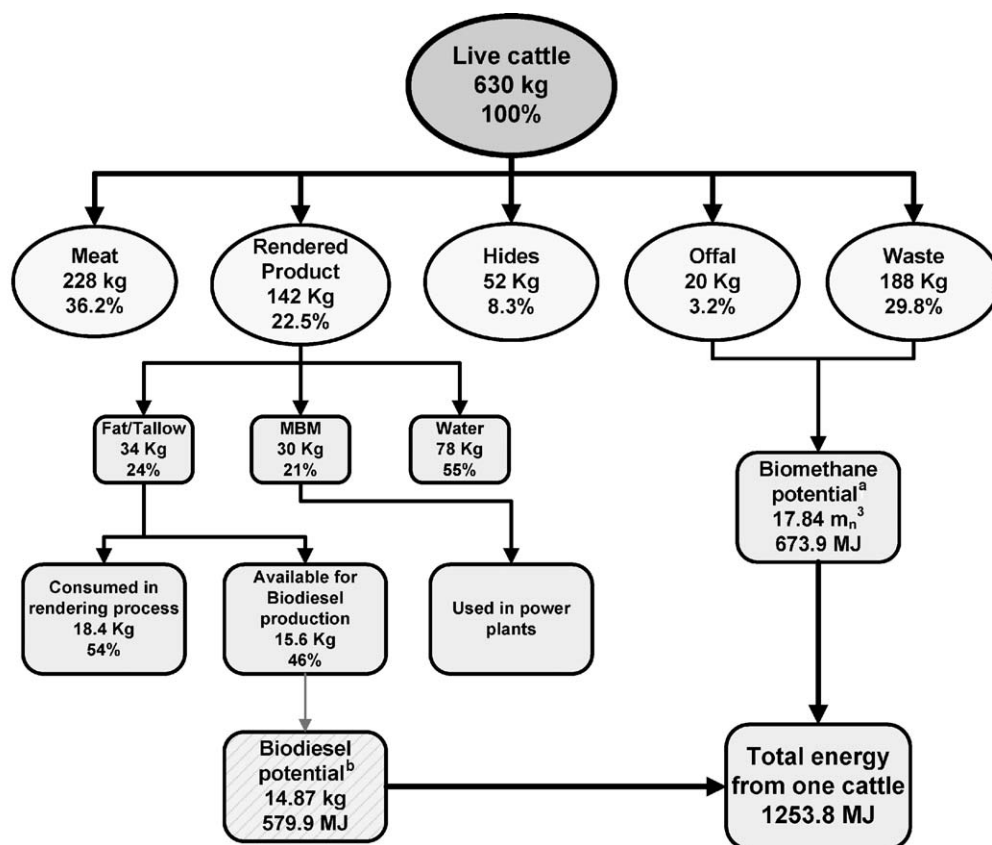 Live cattle
630 kg
100%
Meat
228 kg
36.2%
Rendered
Product
142 Kg
22.5%
Hides
52 Kg
8.3%
Offal
20 Kg
3.2%
Waste
188 Kg
29.8%
Fat/Tallow
34 Kg
24%
MBM
30 Kg
21%
Water
78 Kg
55%
Biomethane
potentialᵃ
17.84 mₙ³
673.9 MJ
Consumed in
rendering process
18.4 Kg
54%
Available for
Biodiesel
production
15.6 Kg
46%
Used in power
plants
Biodiesel
potentialᵇ
14.87 kg
579.9 MJ
Total energy
from one cattle
1253.8 MJ